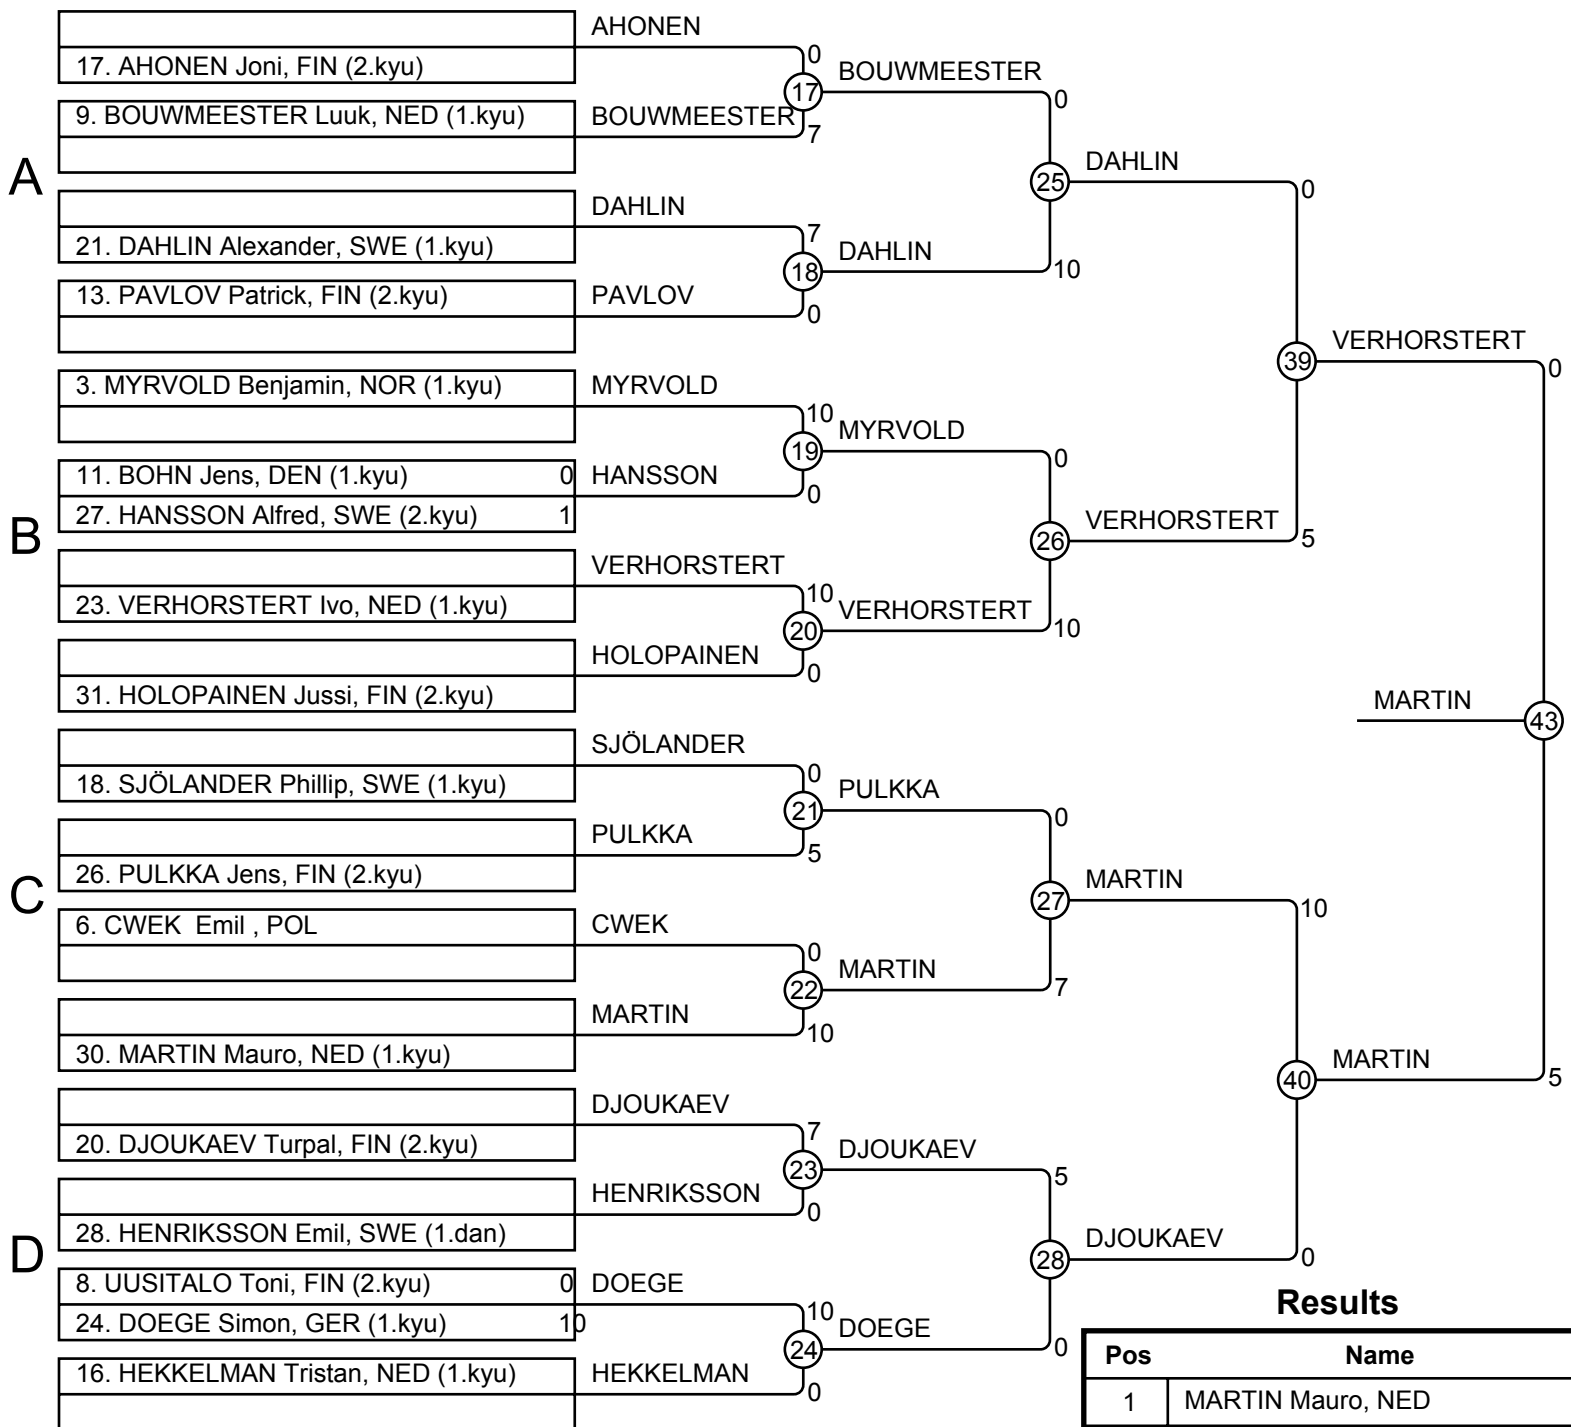 AHONEN
0
17. AHONEN Joni, FIN (2.kyu)
BOUWMEESTER
17
0
9. BOUWMEESTER Luuk, NED (1.kyu)
BOUWMEESTER
7
A
DAHLIN
25
0
DAHLIN
7
21. DAHLIN Alexander, SWE (1.kyu)
DAHLIN
18
10
13. PAVLOV Patrick, FIN (2.kyu)
PAVLOV
0
VERHORSTERT
39
0
3. MYRVOLD Benjamin, NOR (1.kyu)
MYRVOLD
10
MYRVOLD
19
0
11. BOHN Jens, DEN (1.kyu) 0
HANSSON
0
27. HANSSON Alfred, SWE (2.kyu) 1
B
VERHORSTERT
26
5
VERHORSTERT
10
23. VERHORSTERT Ivo, NED (1.kyu)
VERHORSTERT
20
10
HOLOPAINEN
0
31. HOLOPAINEN Jussi, FIN (2.kyu)
MARTIN
43
SJÖLANDER
0
18. SJÖLANDER Phillip, SWE (1.kyu)
PULKKA
21
0
PULKKA
5
26. PULKKA Jens, FIN (2.kyu)
C
MARTIN
27
10
6. CWEK Emil , POL
CWEK
0
MARTIN
22
7
MARTIN
10
30. MARTIN Mauro, NED (1.kyu)
MARTIN
40
5
DJOUKAEV
7
20. DJOUKAEV Turpal, FIN (2.kyu)
DJOUKAEV
23
5
HENRIKSSON
0
28. HENRIKSSON Emil, SWE (1.dan)
D
DJOUKAEV
28
0
8. UUSITALO Toni, FIN (2.kyu) 0
DOEGE
10
24. DOEGE Simon, GER (1.kyu) 10
DOEGE
24
0
16. HEKKELMAN Tristan, NED (1.kyu)
HEKKELMAN
0
Results
Pos Name
1 MARTIN Mauro, NED